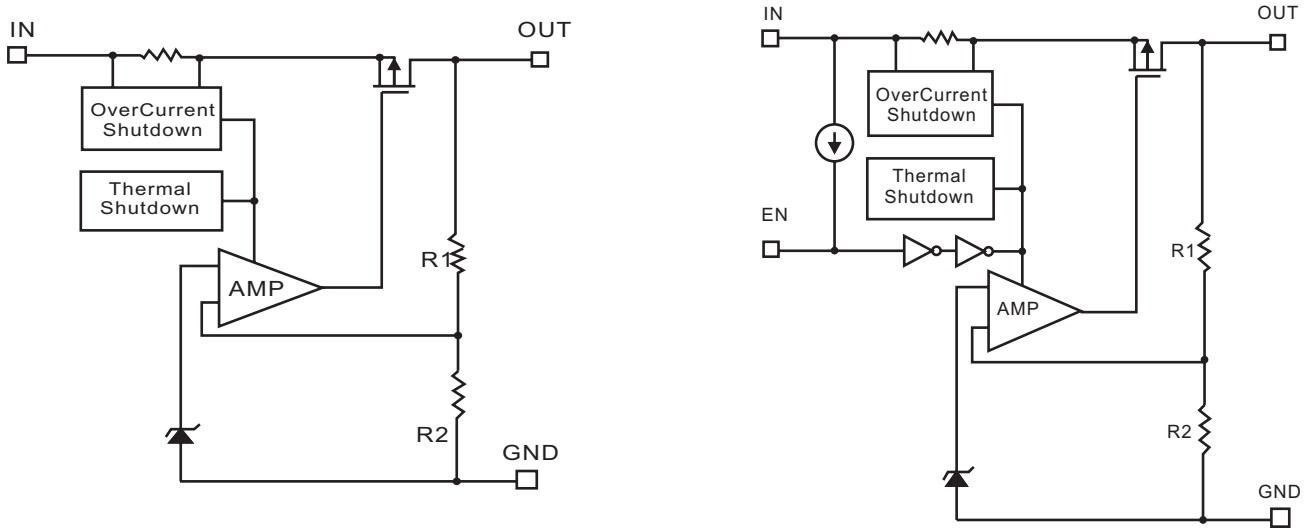 IN
OUT
OverCurrent
Shutdown
Thermal
Shutdown
AMP
R1
R2
GND
IN
OUT
OverCurrent
Shutdown
Thermal
Shutdown
EN
R1
AMP
R2
GND